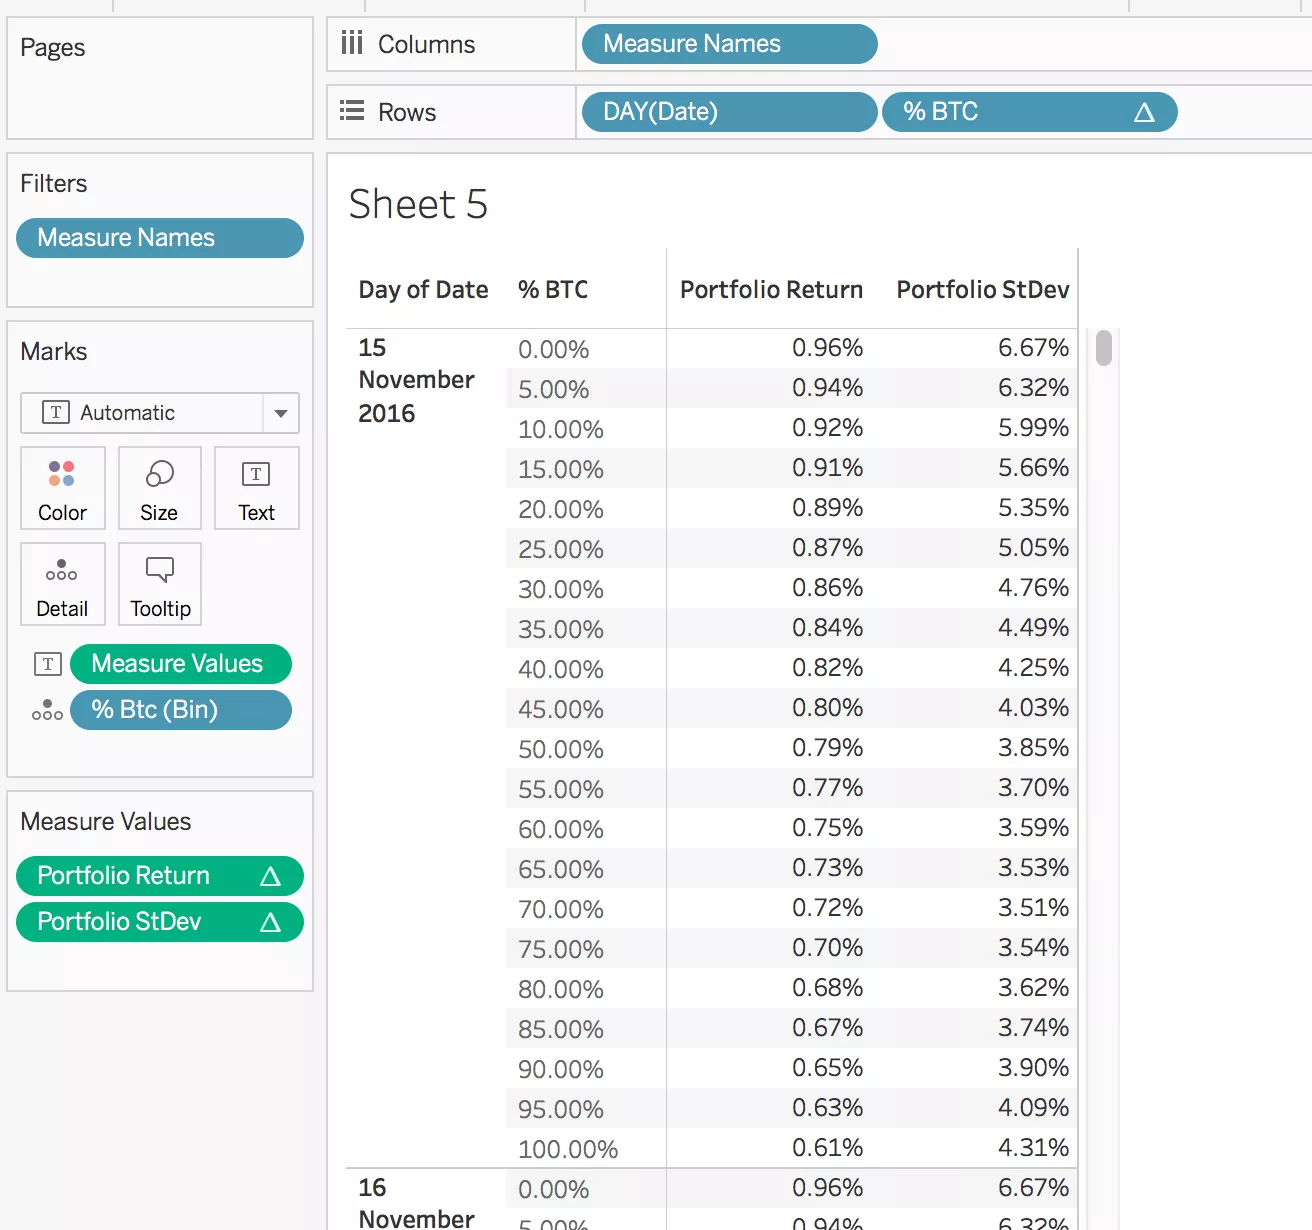 Pages
Columns
Measure Names
Rows
DAY(Date)
% BTC
Filters
Measure Names
Marks
T Automatic
Color
Size
T
Text
Detail
Tooltip
T
Measure Values
% Btc (Bin)
Measure Values
Portfolio Return
Portfolio StDev
Sheet 5
Day of Date % BTC Portfolio Return Portfolio StDev
15 November 2016
0.00% 0.96% 6.67%
5.00% 0.94% 6.32%
10.00% 0.92% 5.99%
15.00% 0.91% 5.66%
20.00% 0.89% 5.35%
25.00% 0.87% 5.05%
30.00% 0.86% 4.76%
35.00% 0.84% 4.49%
40.00% 0.82% 4.25%
45.00% 0.80% 4.03%
50.00% 0.79% 3.85%
55.00% 0.77% 3.70%
60.00% 0.75% 3.59%
65.00% 0.73% 3.53%
70.00% 0.72% 3.51%
75.00% 0.70% 3.54%
80.00% 0.68% 3.62%
85.00% 0.67% 3.74%
90.00% 0.65% 3.90%
95.00% 0.63% 4.09%
100.00% 0.61% 4.31%
16 November
0.00% 0.96% 6.67%
5.00% 0.94% 6.32%